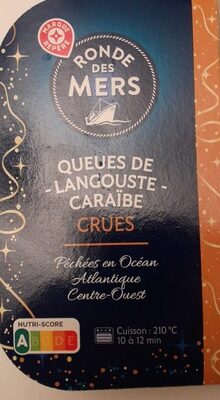 MARQUE
REPÈRE
RONDE
DES
MERS
QUEUES DE
- LANGOUSTE -
CARAÏBE
CRUES
Pêchées en Océan
Atlantique
Centre-Ouest
NUTRI-SCORE
A B C D E
Cuisson : 210 °C
10 à 12 min